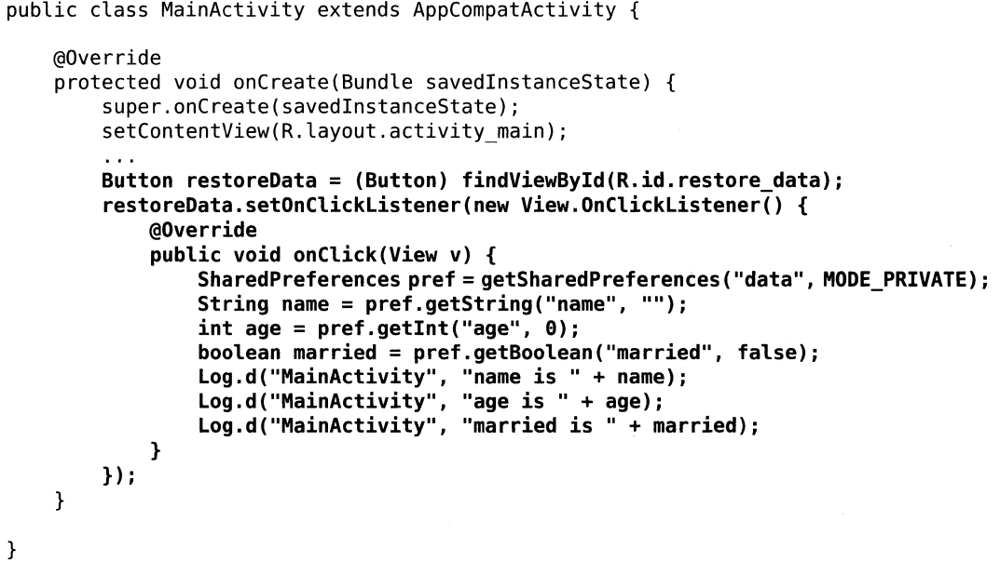 public class MainActivity extends AppCompatActivity {
@Override
protected void onCreate(Bundle savedInstanceState) {
super.onCreate(savedInstanceState);
setContentView(R.layout.activity_main);
...
Button restoreData = (Button) findViewById(R.id.restore_data);
restoreData.setOnClickListener(new View.OnClickListener() {
@Override
public void onClick(View v) {
SharedPreferences pref = getSharedPreferences("data", MODE_PRIVATE);
String name = pref.getString("name", "");
int age = pref.getInt("age", 0);
boolean married = pref.getBoolean("married", false);
Log.d("MainActivity", "name is " + name);
Log.d("MainActivity", "age is " + age);
Log.d("MainActivity", "married is " + married);
}
});
}
}